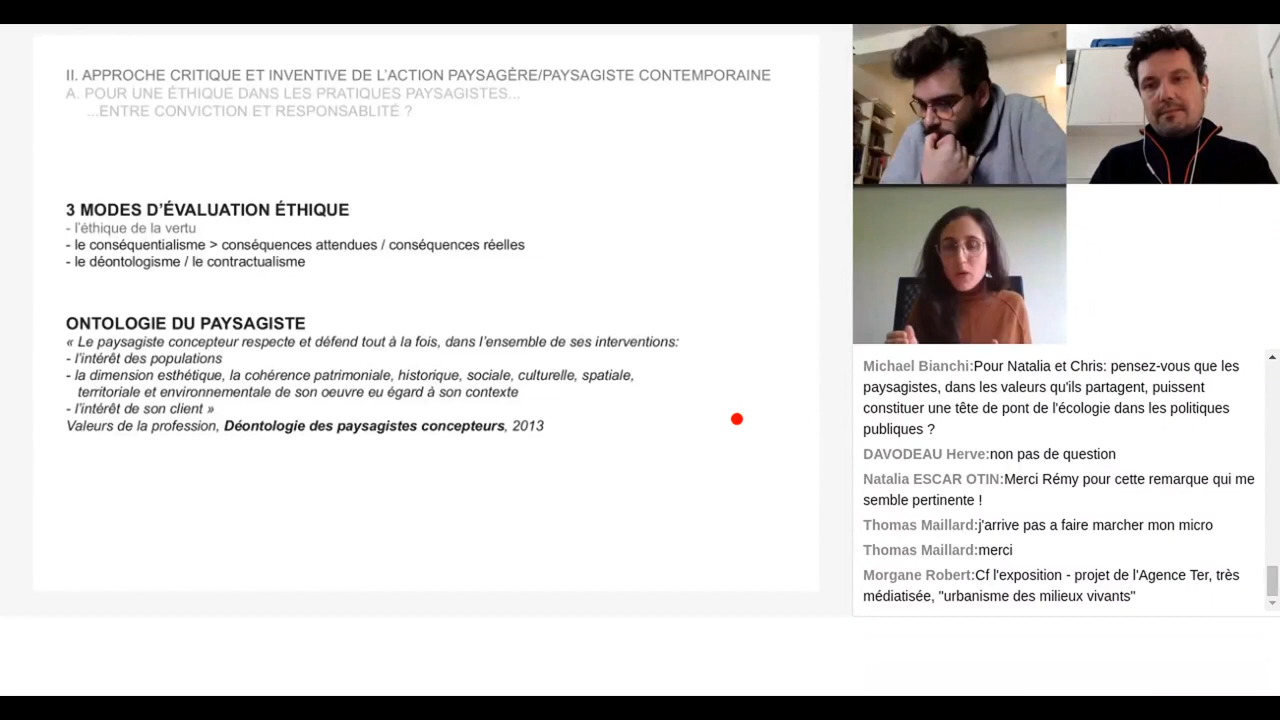 II. APPROCHE CRITIQUE ET INVENTIVE DE L'ACTION PAYSAGÈRE/PAYSAGISTE CONTEMPORAINE
A. POUR UNE ÉTHIQUE DANS LES PRATIQUES PAYSAGISTES...
...ENTRE CONVICTION ET RESPONSABLITÉ ?
3 MODES D'ÉVALUATION ÉTHIQUE
- l'éthique de la vertu
- le conséquentialisme > conséquences attendues / conséquences réelles
- le déontologisme / le contractualisme
ONTOLOGIE DU PAYSAGISTE
« Le paysagiste concepteur respecte et défend tout à la fois, dans l'ensemble de ses interventions:
- l'intérêt des populations
- la dimension esthétique, la cohérence patrimoniale, historique, sociale, culturelle, spatiale,
territoriale et environnementale de son oeuvre eu égard à son contexte
- l'intérêt de son client »
Valeurs de la profession, Déontologie des paysagistes concepteurs, 2013
Michael Bianchi:Pour Natalia et Chris: pensez-vous que les
paysagistes, dans les valeurs qu'ils partagent, puissent
constituer une tête de pont de l'écologie dans les politiques
publiques ?
DAVODEAU Herve:non pas de question
Natalia ESCAR OTIN:Merci Rémy pour cette remarque qui me
semble pertinente !
Thomas Maillard:j'arrive pas a faire marcher mon micro
Thomas Maillard:merci
Morgane Robert:Cf l'exposition - projet de l'Agence Ter, très
médiatisée, "urbanisme des milieux vivants"